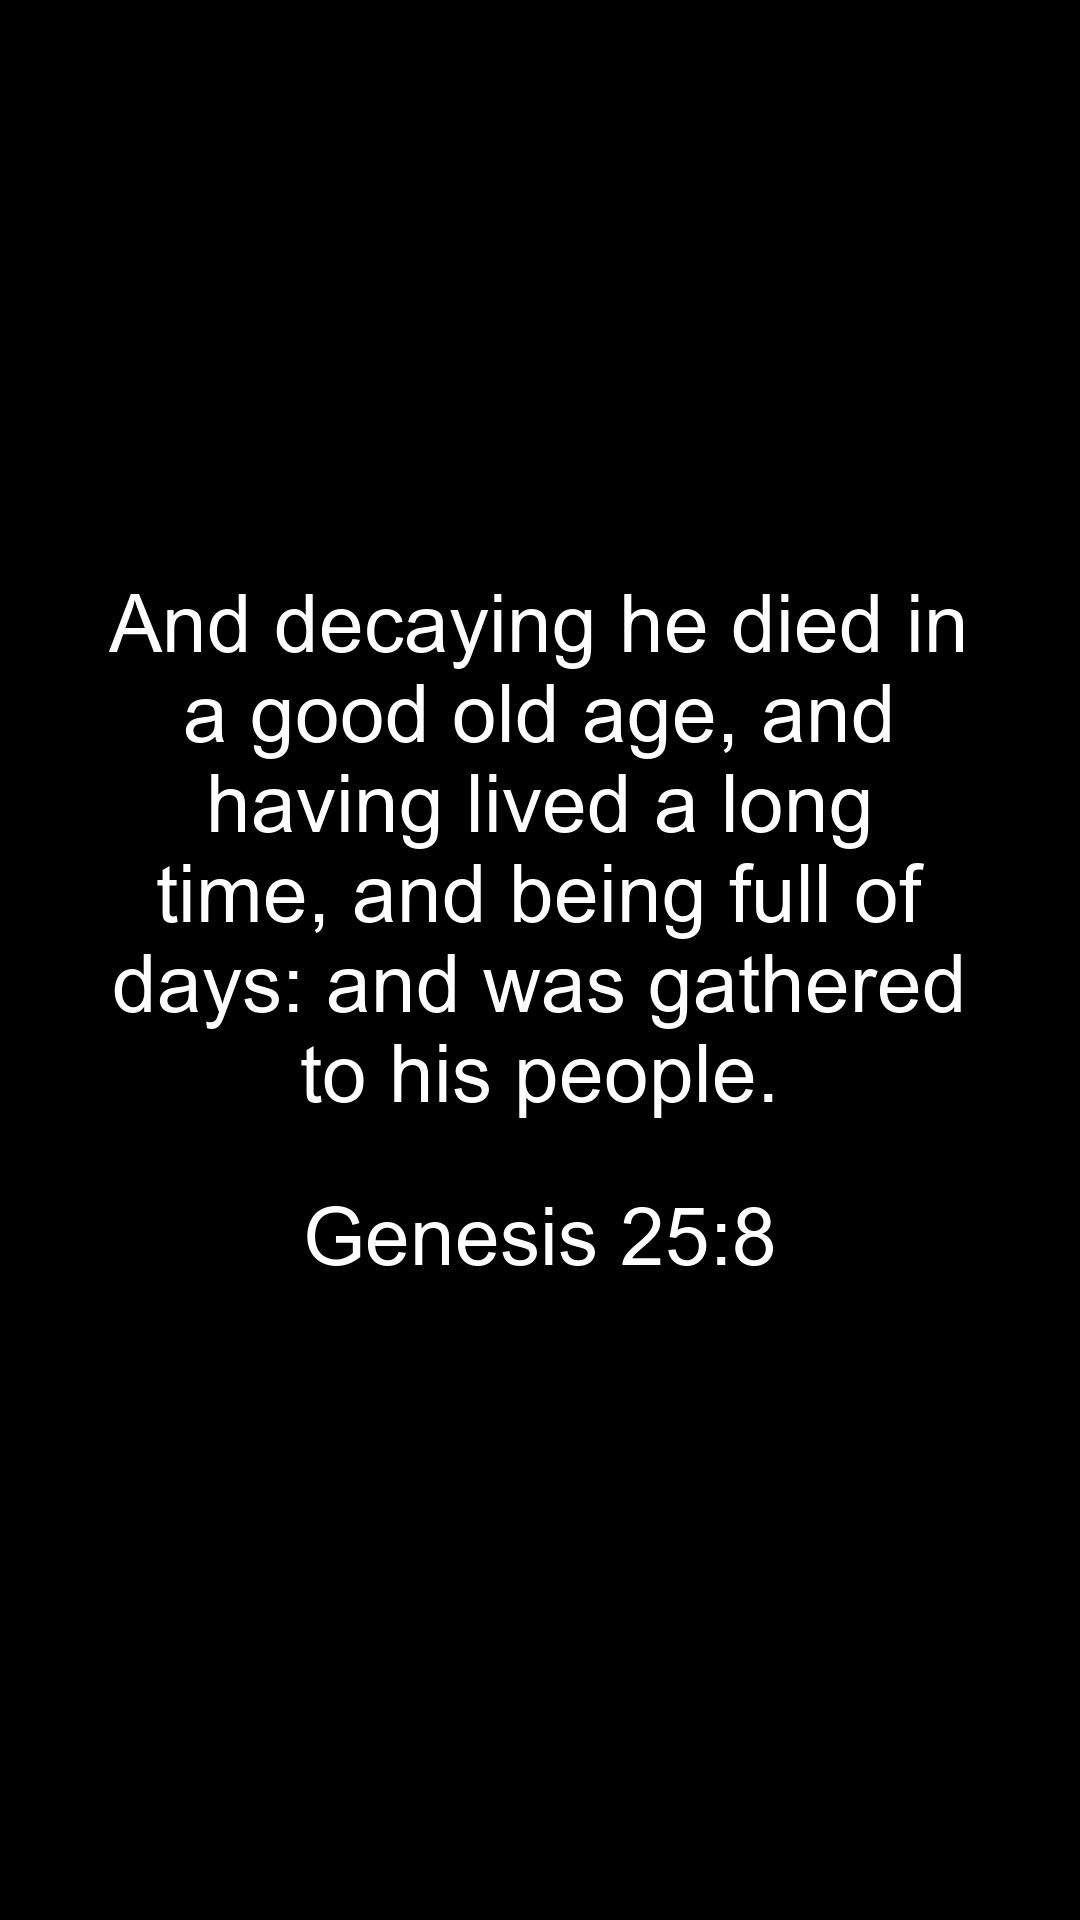 And decaying he died in
a good old age, and
having lived a long
time, and being full of
days: and was gathered
to his people.
Genesis 25:8